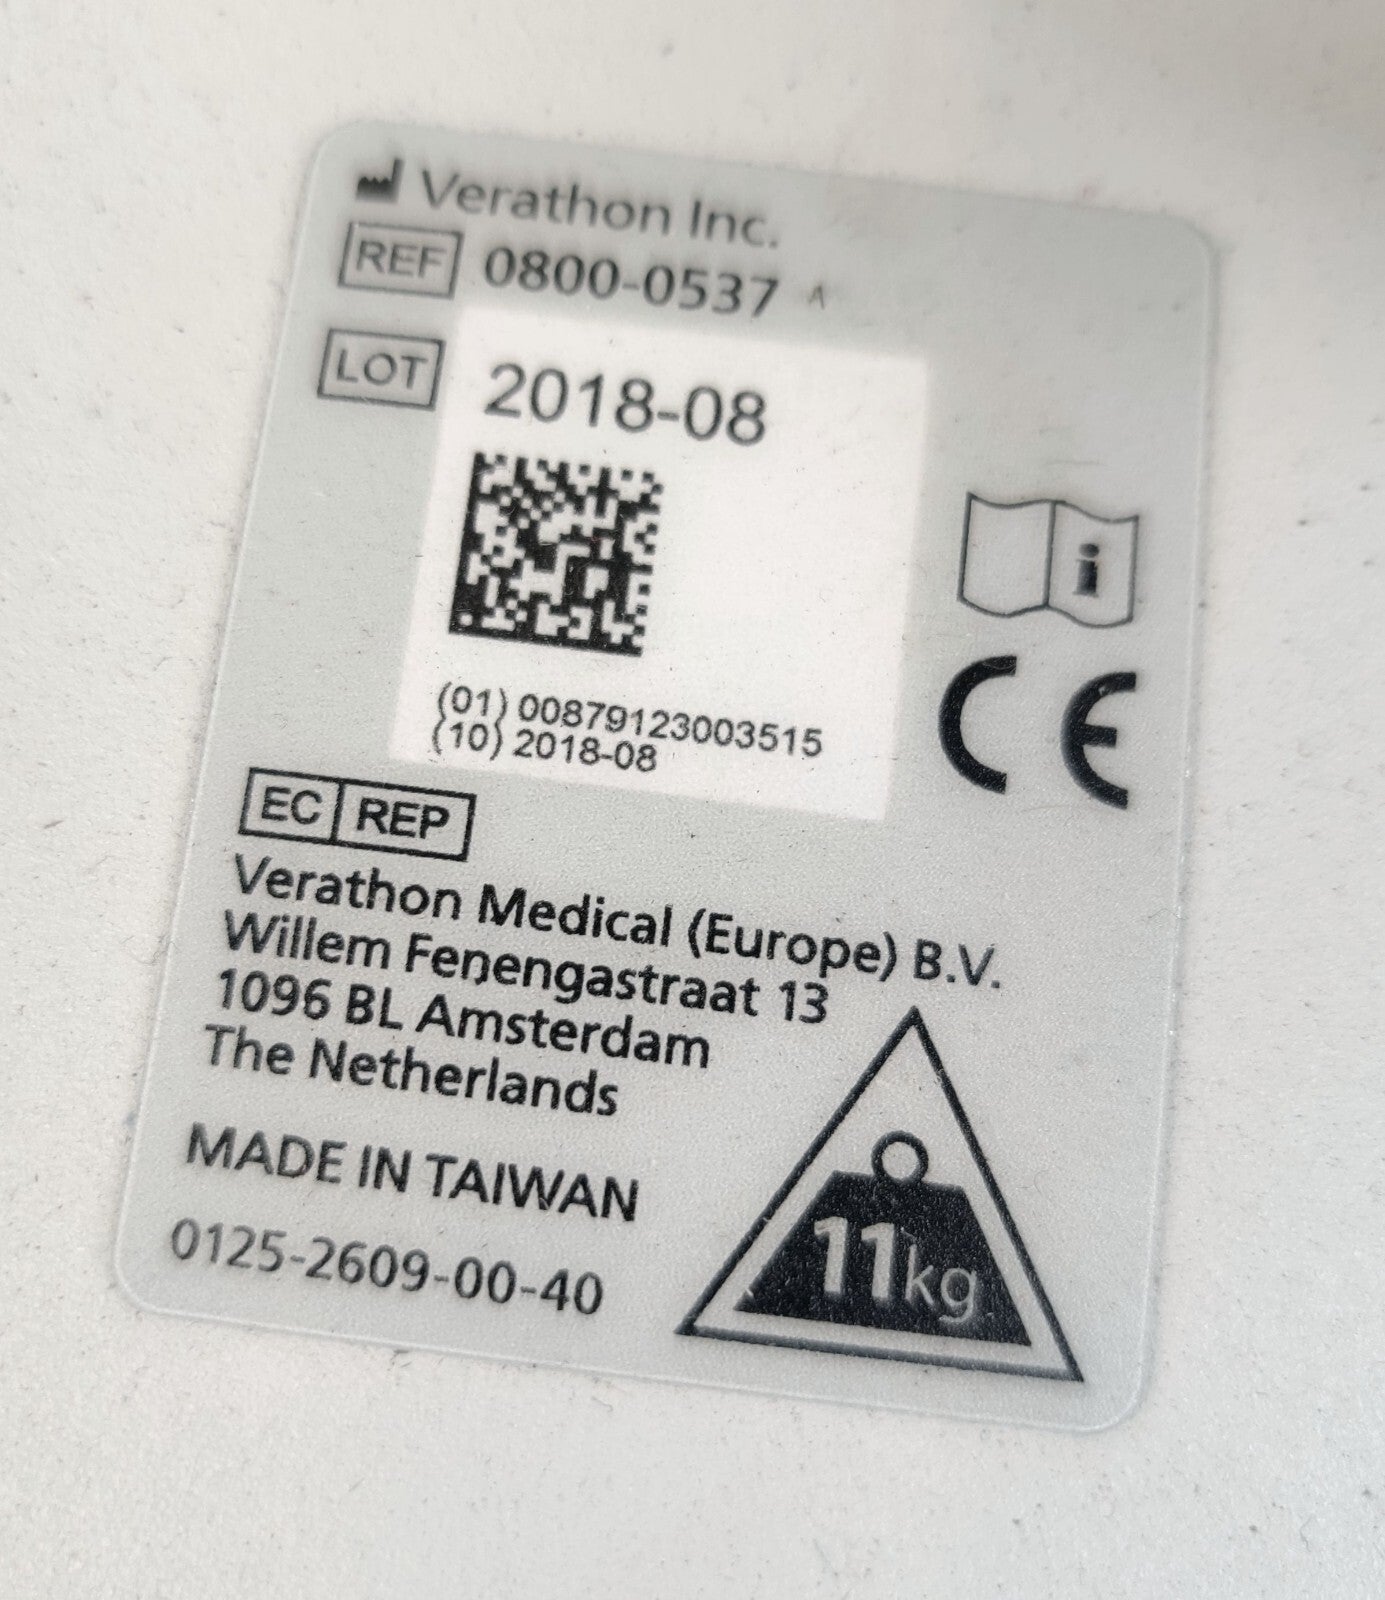 Verathon Inc.
REF 0800-0537
LOT 2018-08
(01) 00879123003515
(10) 2018-08
i
CE
EC REP
Verathon Medical (Europe) B.V.
Willem Fenengastraat 13
1096 BL Amsterdam
The Netherlands
MADE IN TAIWAN
0125-2609-00-40
11kg